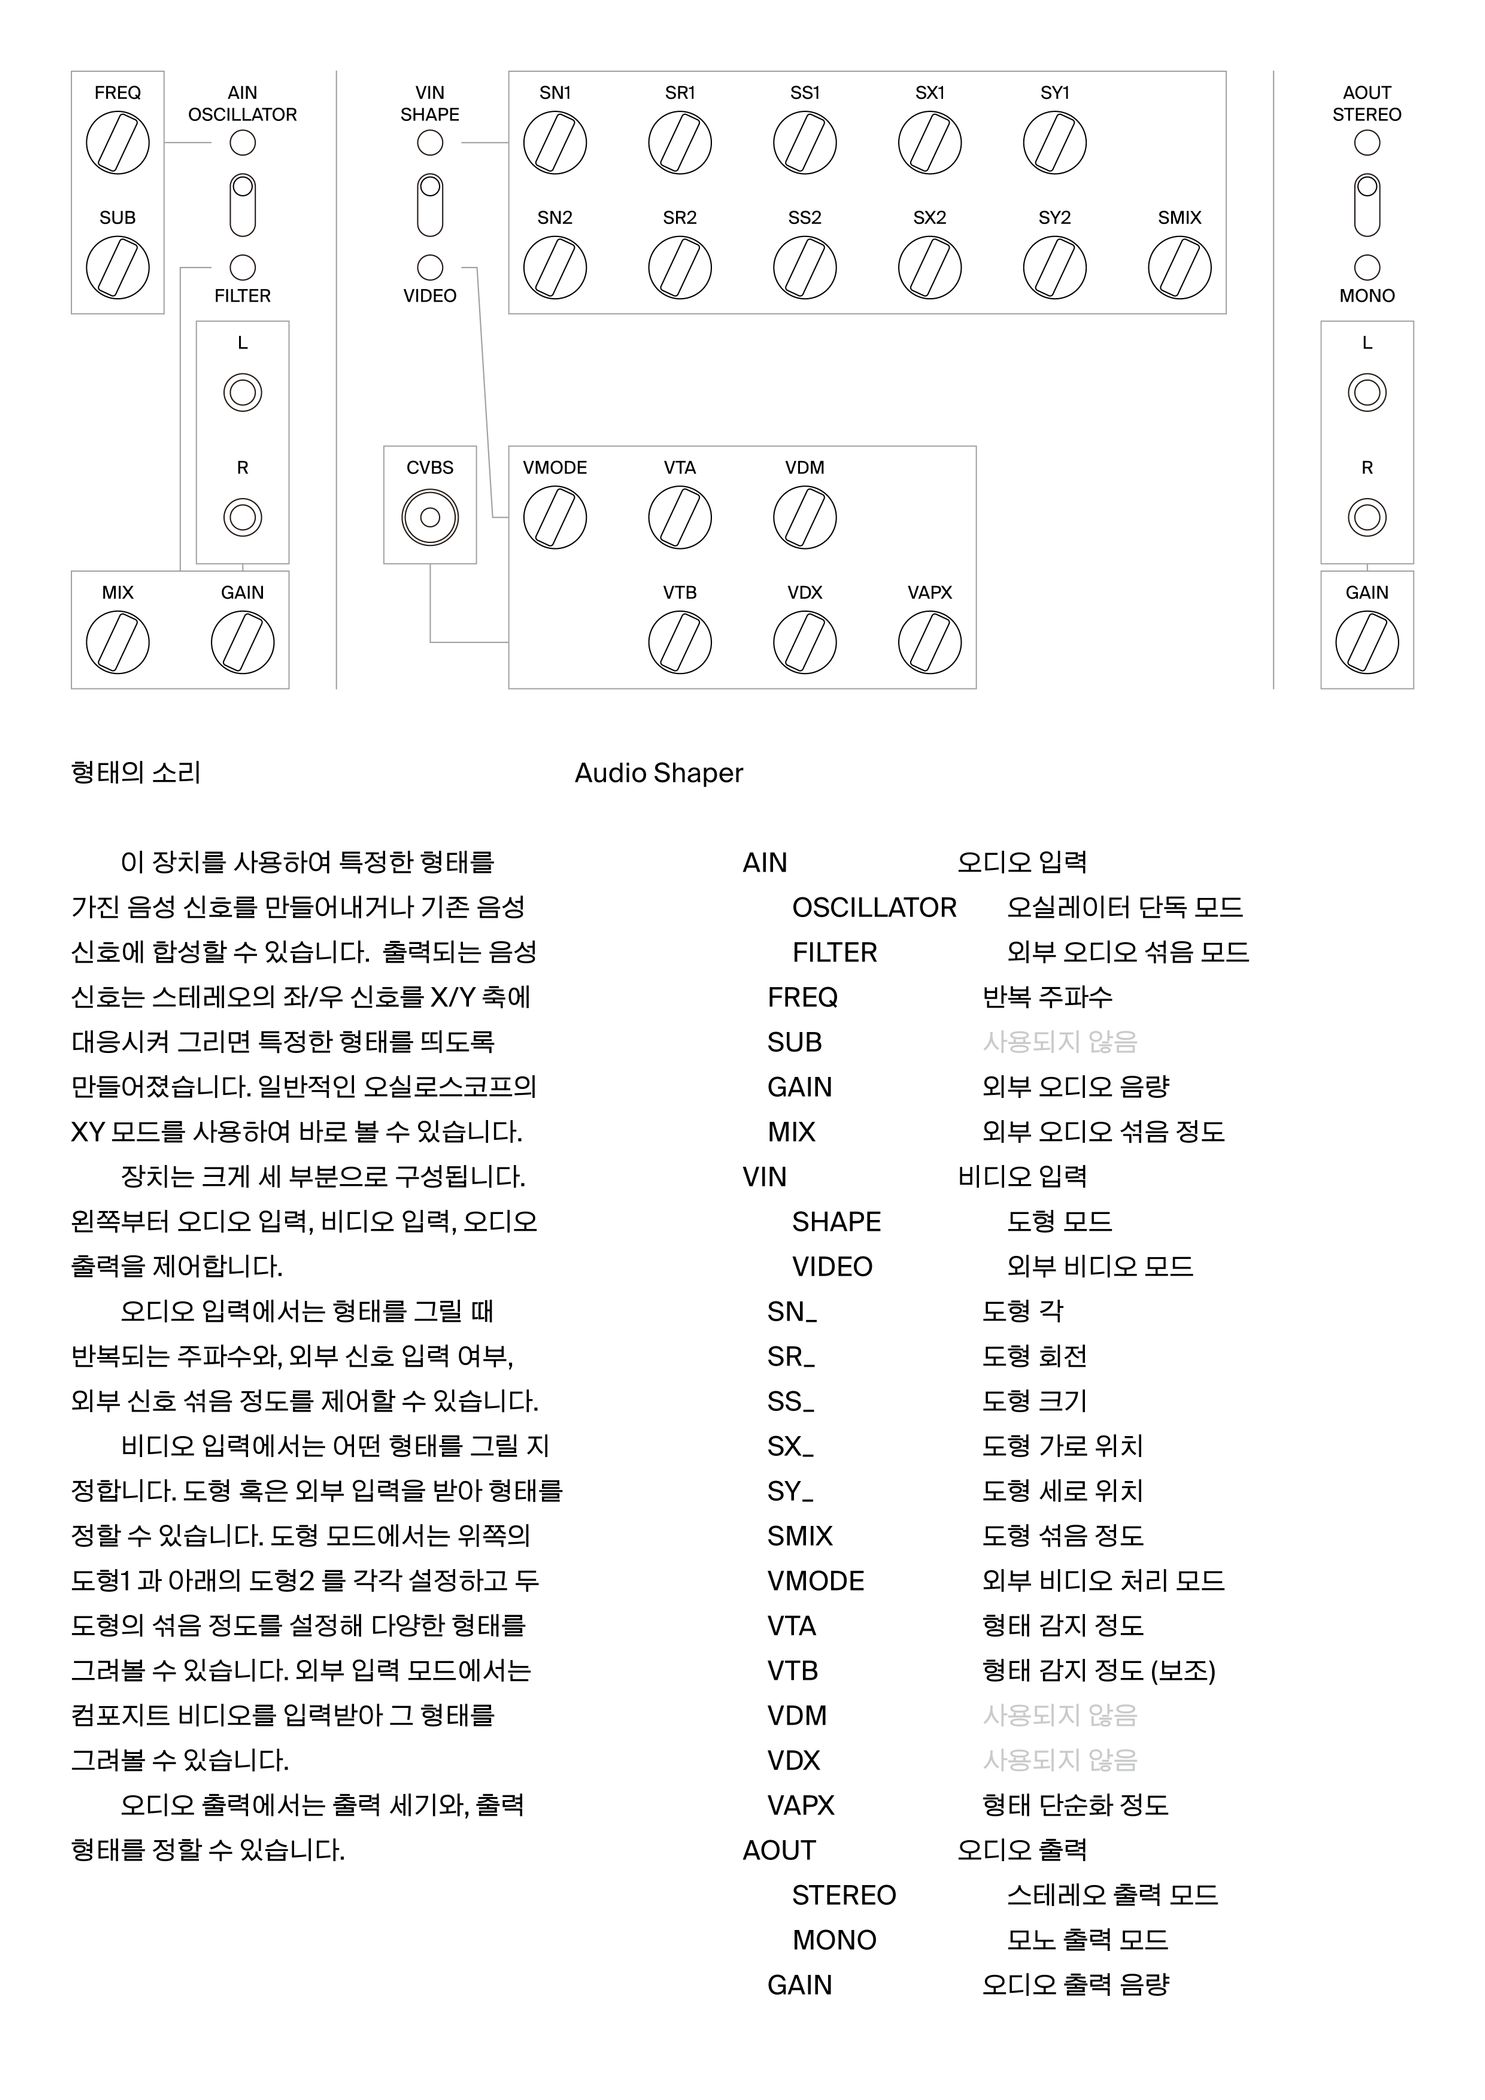 FREQ
AIN
OSCILLATOR
SUB
FILTER
L
R
MIX
GAIN
VIN
SHAPE
VIDEO
SN1
SR1
SS1
SX1
SY1
SN2
SR2
SS2
SX2
SY2
SMIX
CVBS
VMODE
VTA
VDM
VTB
VDX
VAPX
AOUT
STEREO
MONO
L
R
GAIN
형태의 소리
Audio Shaper
이 장치를 사용하여 특정한 형태를
가진 음성 신호를 만들어내거나 기존 음성
신호에 합성할 수 있습니다. 출력되는 음성
신호는 스테레오의 좌/우 신호를 X/Y 축에
대응시켜 그리면 특정한 형태를 띄도록
만들어졌습니다. 일반적인 오실로스코프의
XY 모드를 사용하여 바로 볼 수 있습니다.
장치는 크게 세 부분으로 구성됩니다.
왼쪽부터 오디오 입력, 비디오 입력, 오디오
출력을 제어합니다.
오디오 입력에서는 형태를 그릴 때
반복되는 주파수와, 외부 신호 입력 여부,
외부 신호 섞음 정도를 제어할 수 있습니다.
비디오 입력에서는 어떤 형태를 그릴 지
정합니다. 도형 혹은 외부 입력을 받아 형태를
정할 수 있습니다. 도형 모드에서는 위쪽의
도형1 과 아래의 도형2 를 각각 설정하고 두
도형의 섞음 정도를 설정해 다양한 형태를
그려볼 수 있습니다. 외부 입력 모드에서는
컴포지트 비디오를 입력받아 그 형태를
그려볼 수 있습니다.
오디오 출력에서는 출력 세기와, 출력
형태를 정할 수 있습니다.
AIN 오디오 입력
OSCILLATOR 오실레이터 단독 모드
FILTER 외부 오디오 섞음 모드
FREQ 반복 주파수
SUB 사용되지 않음
GAIN 외부 오디오 음량
MIX 외부 오디오 섞음 정도
VIN 비디오 입력
SHAPE 도형 모드
VIDEO 외부 비디오 모드
SN_ 도형 각
SR_ 도형 회전
SS_ 도형 크기
SX_ 도형 가로 위치
SY_ 도형 세로 위치
SMIX 도형 섞음 정도
VMODE 외부 비디오 처리 모드
VTA 형태 감지 정도
VTB 형태 감지 정도 (보조)
VDM 사용되지 않음
VDX 사용되지 않음
VAPX 형태 단순화 정도
AOUT 오디오 출력
STEREO 스테레오 출력 모드
MONO 모노 출력 모드
GAIN 오디오 출력 음량